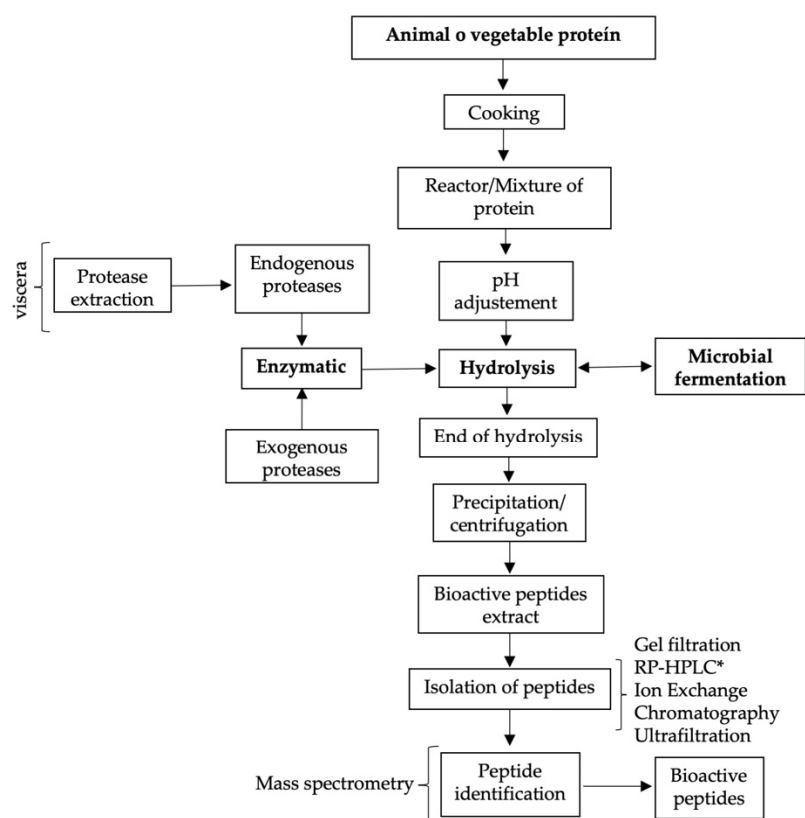 Animal o vegetable proteín
Cooking
Reactor/Mixture of
protein
viscera
Protease
extraction
Endogenous
proteases
pH
adjustement
Enzymatic
Hydrolysis
Microbial
fermentation
Exogenous
proteases
End of hydrolysis
Precipitation/
centrifugation
Bioactive peptides
extract
Isolation of peptides
Gel filtration
RP-HPLC*
Ion Exchange
Chromatography
Ultrafiltration
Mass spectrometry
Peptide
identification
Bioactive
peptides